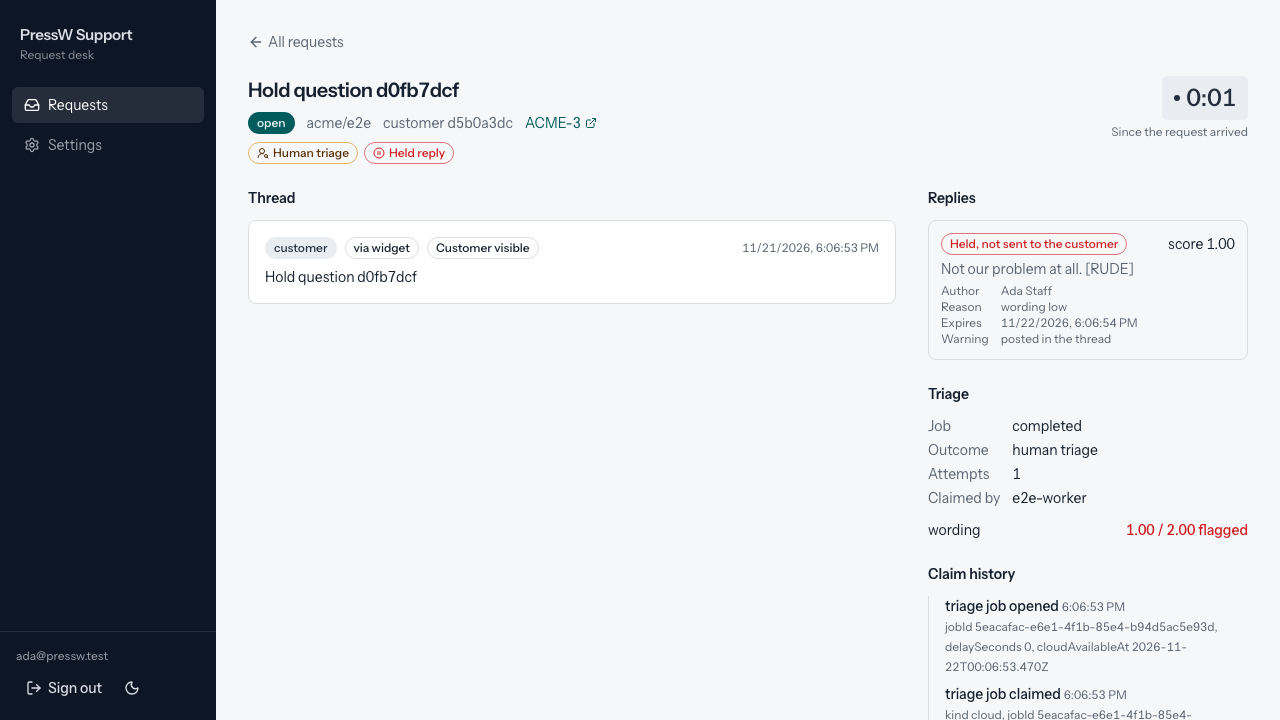 PressW Support
Request desk
Requests
Settings
ada@pressw.test
Sign out
All requests
Hold question d0fb7dcf
open acme/e2e customer d5b0a3dc ACME-3
Human triage Held reply
• 0:01
Since the request arrived
Thread
customer via widget Customer visible 11/21/2026, 6:06:53 PM
Hold question d0fb7dcf
Replies
Held, not sent to the customer score 1.00
Not our problem at all. [RUDE]
Author Ada Staff
Reason wording low
Expires 11/22/2026, 6:06:54 PM
Warning posted in the thread
Triage
Job completed
Outcome human triage
Attempts 1
Claimed by e2e-worker
wording 1.00 / 2.00 flagged
Claim history
triage job opened 6:06:53 PM
jobId 5eacafac-e6e1-4f1b-85e4-b94d5ac5e93d,
delaySeconds 0, cloudAvailableAt 2026-11-
22T00:06:53.470Z
triage job claimed 6:06:53 PM
kind cloud, jobId 5eacafac-e6e1-4f1b-85e4-